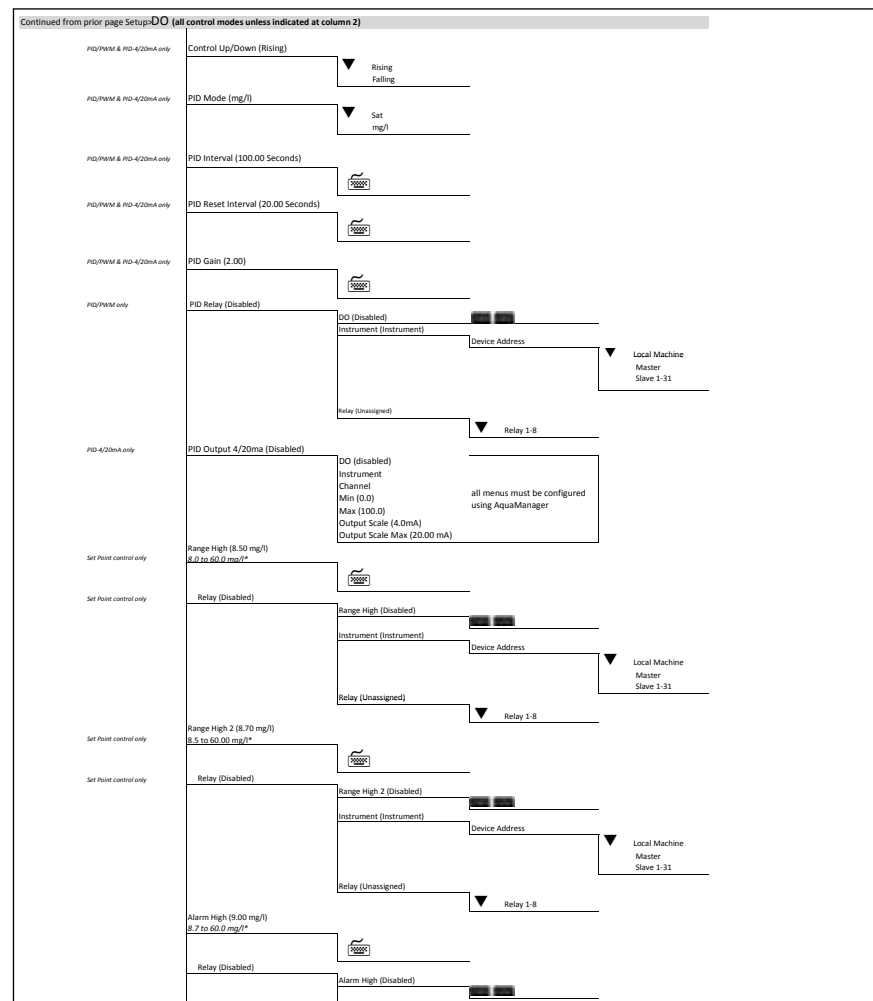 Continued from prior page Setup>DO (all control modes unless indicated at column 2)
PID/PWM & PID-4/20mA only
Control Up/Down (Rising)
Rising
Falling
PID/PWM & PID-4/20mA only
PID Mode (mg/l)
Sat
mg/l
PID/PWM & PID-4/20mA only
PID Interval (100.00 Seconds)
PID/PWM & PID-4/20mA only
PID Reset Interval (20.00 Seconds)
PID/PWM & PID-4/20mA only
PID Gain (2.00)
PID/PWM only
PID Relay (Disabled)
DO (Disabled)
Instrument (Instrument)
Device Address
Local Machine
Master
Slave 1-31
Relay (Unassigned)
Relay 1-8
PID-4/20mA only
PID Output 4/20ma (Disabled)
DO (disabled)
Instrument
Channel
Min (0.0)
Max (100.0)
Output Scale (4.0mA)
Output Scale Max (20.00 mA)
all menus must be configured
using AquaManager
Range High (8.50 mg/l)
Set Point control only
8.0 to 60.0 mg/l*
Set Point control only
Relay (Disabled)
Range High (Disabled)
Instrument (Instrument)
Device Address
Local Machine
Master
Slave 1-31
Relay (Unassigned)
Relay 1-8
Range High 2 (8.70 mg/l)
Set Point control only
8.5 to 60.00 mg/l*
Set Point control only
Relay (Disabled)
Range High 2 (Disabled)
Instrument (Instrument)
Device Address
Local Machine
Master
Slave 1-31
Relay (Unassigned)
Relay 1-8
Alarm High (9.00 mg/l)
8.7 to 60.0 mg/l*
Relay (Disabled)
Alarm High (Disabled)